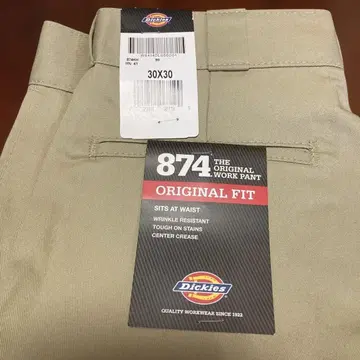 Dickies
30X30
874 THE ORIGINAL WORK PANT
ORIGINAL FIT
SITS AT WAIST
WRINKLE RESISTANT
TOUGH ON STAINS
CENTER CREASE
Dickies
QUALITY WORKWEAR SINCE 1922